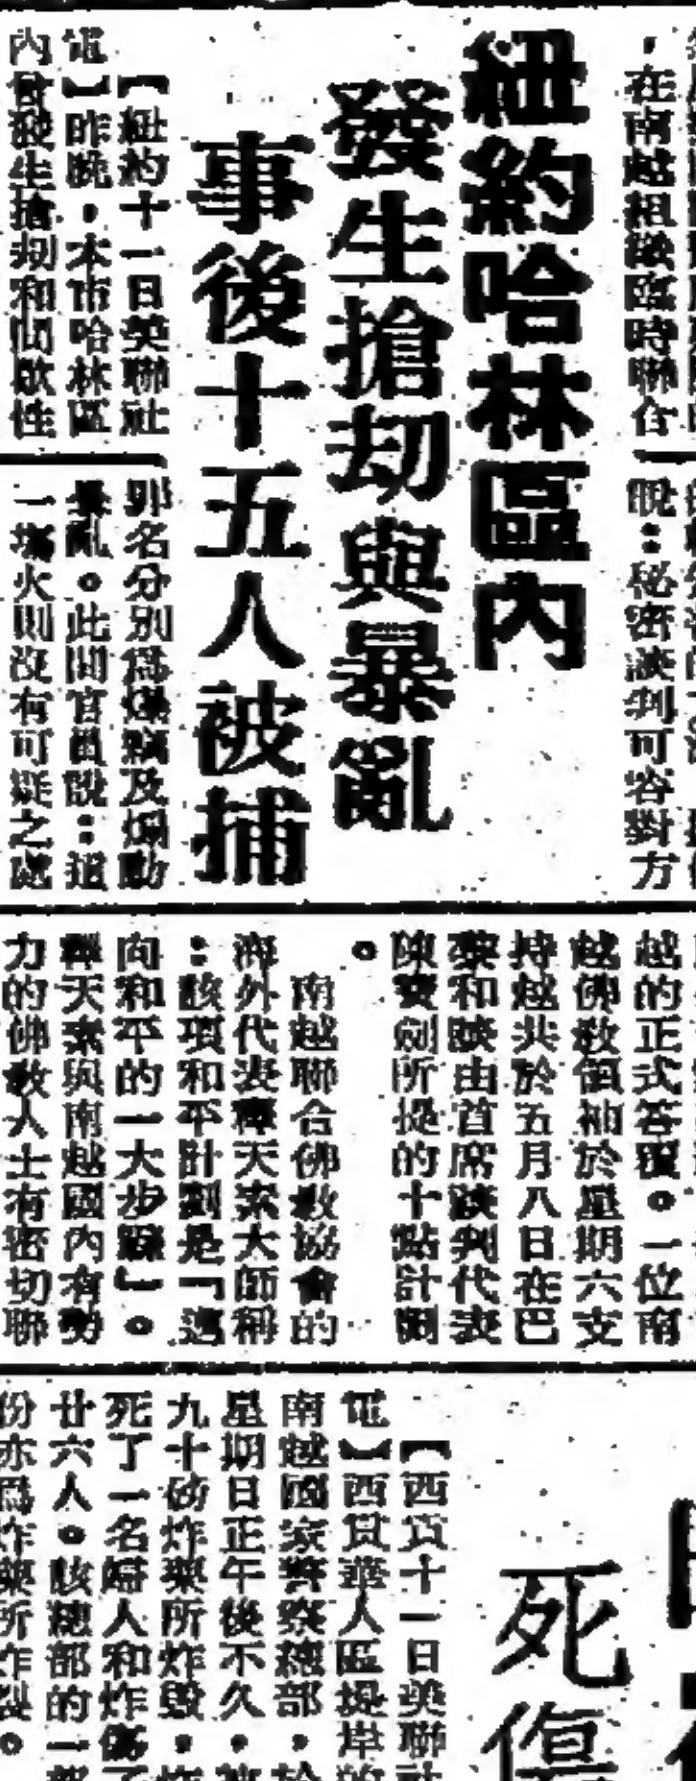 ，在南越組織臨時聯合
說：秘密談判可容對方
紐約哈林區內
發生搶劫與暴亂
事後十五人被捕
【紐約十一日美聯社
電】昨晚，本市哈林區
內曾發生搶劫和間歇性
罪名分別爲爆竊及煽動
暴亂。此間官員說：這
一塲火則沒有可疑之處
越的正式答覆。一位南
越佛敎領袖於星期六支
持越共於五月八日在巴
黎和談由首席談判代表
陳寶劍所提的十點計劃
。
南越聯合佛敎協會的
海外代表釋天索大師稱
：該項和平計劃是「邁
向和平的一大步驟」。
釋天索與南越國內有勢
力的佛敎人士有密切聯
死傷
【西貢十一日美聯社
電】西貢華人區堤岸的
南越國家警察總部，於
星期日正午後不久，被
九十磅炸藥所炸毀，炸
死了一名婦人和炸傷了
廿六人。該總部的一部
份亦爲炸藥所炸裂。